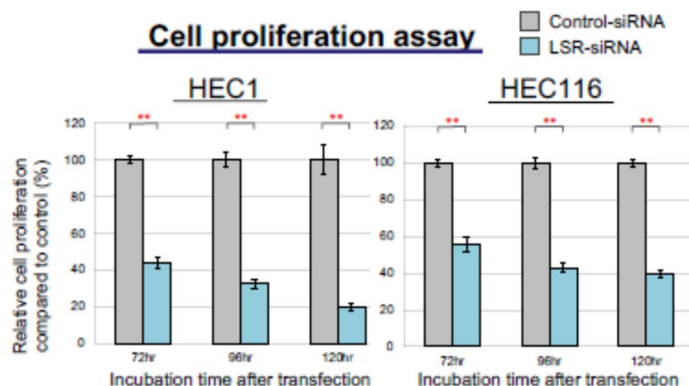 Cell proliferation assay
Control-siRNA
LSR-siRNA
HEC1
HEC116
Relative cell proliferation
compared to control (%)
120
100
80
60
40
20
0
** ** **
72hr 96hr 120hr
Incubation time after transfection
120
100
80
60
40
20
0
** ** **
72hr 96hr 120hr
Incubation time after transfection